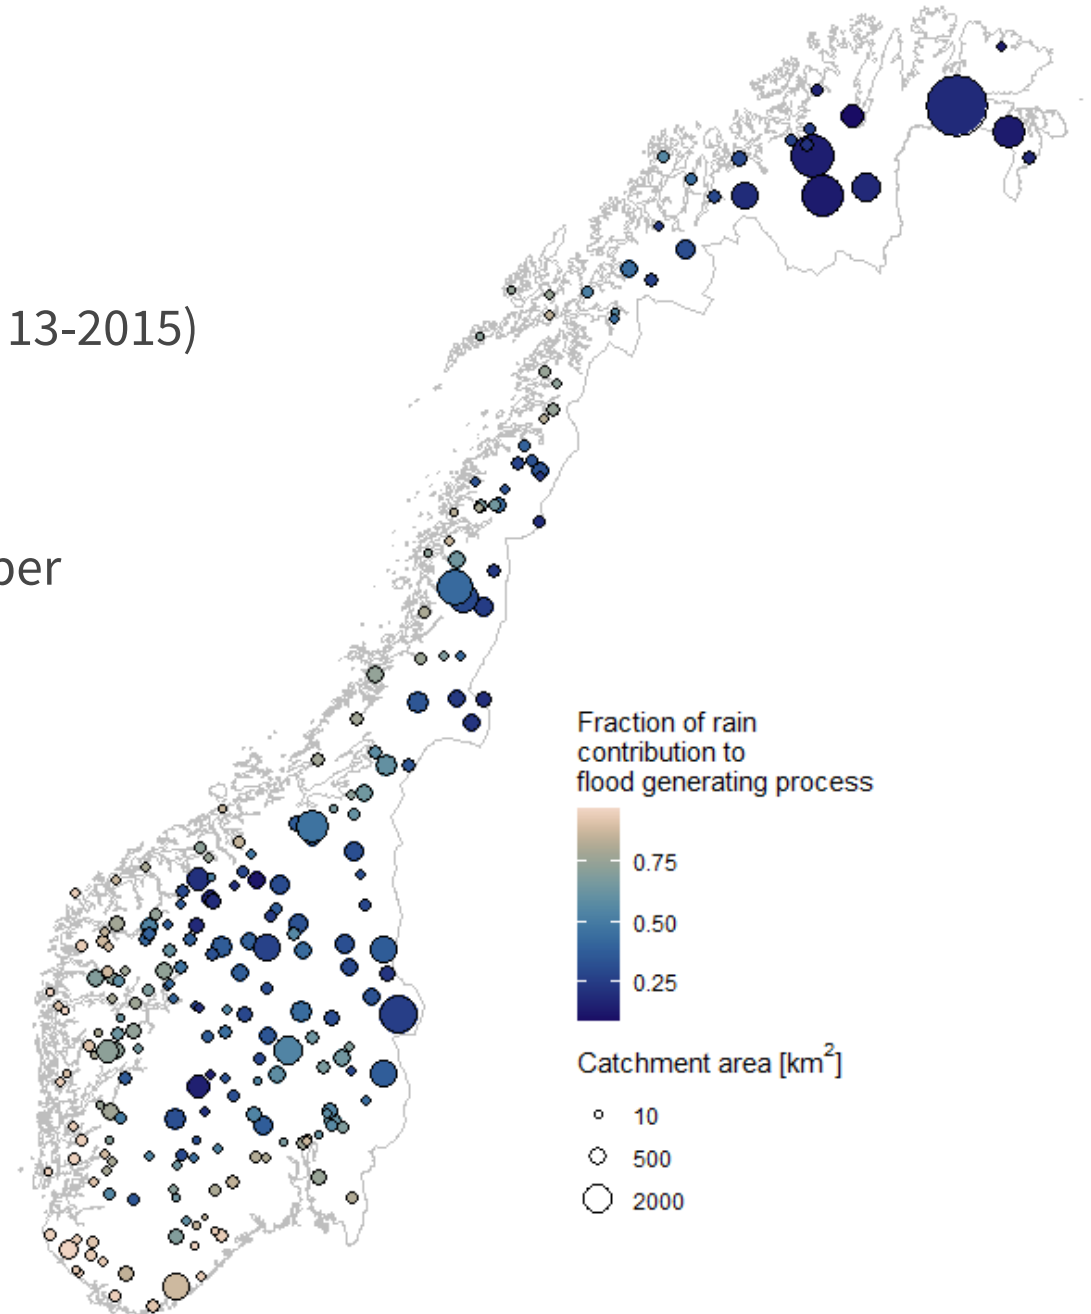 13-2015)
ber
Fraction of rain
contribution to
flood generating process
0.75
0.50
0.25
Catchment area [km²]
10
500
2000